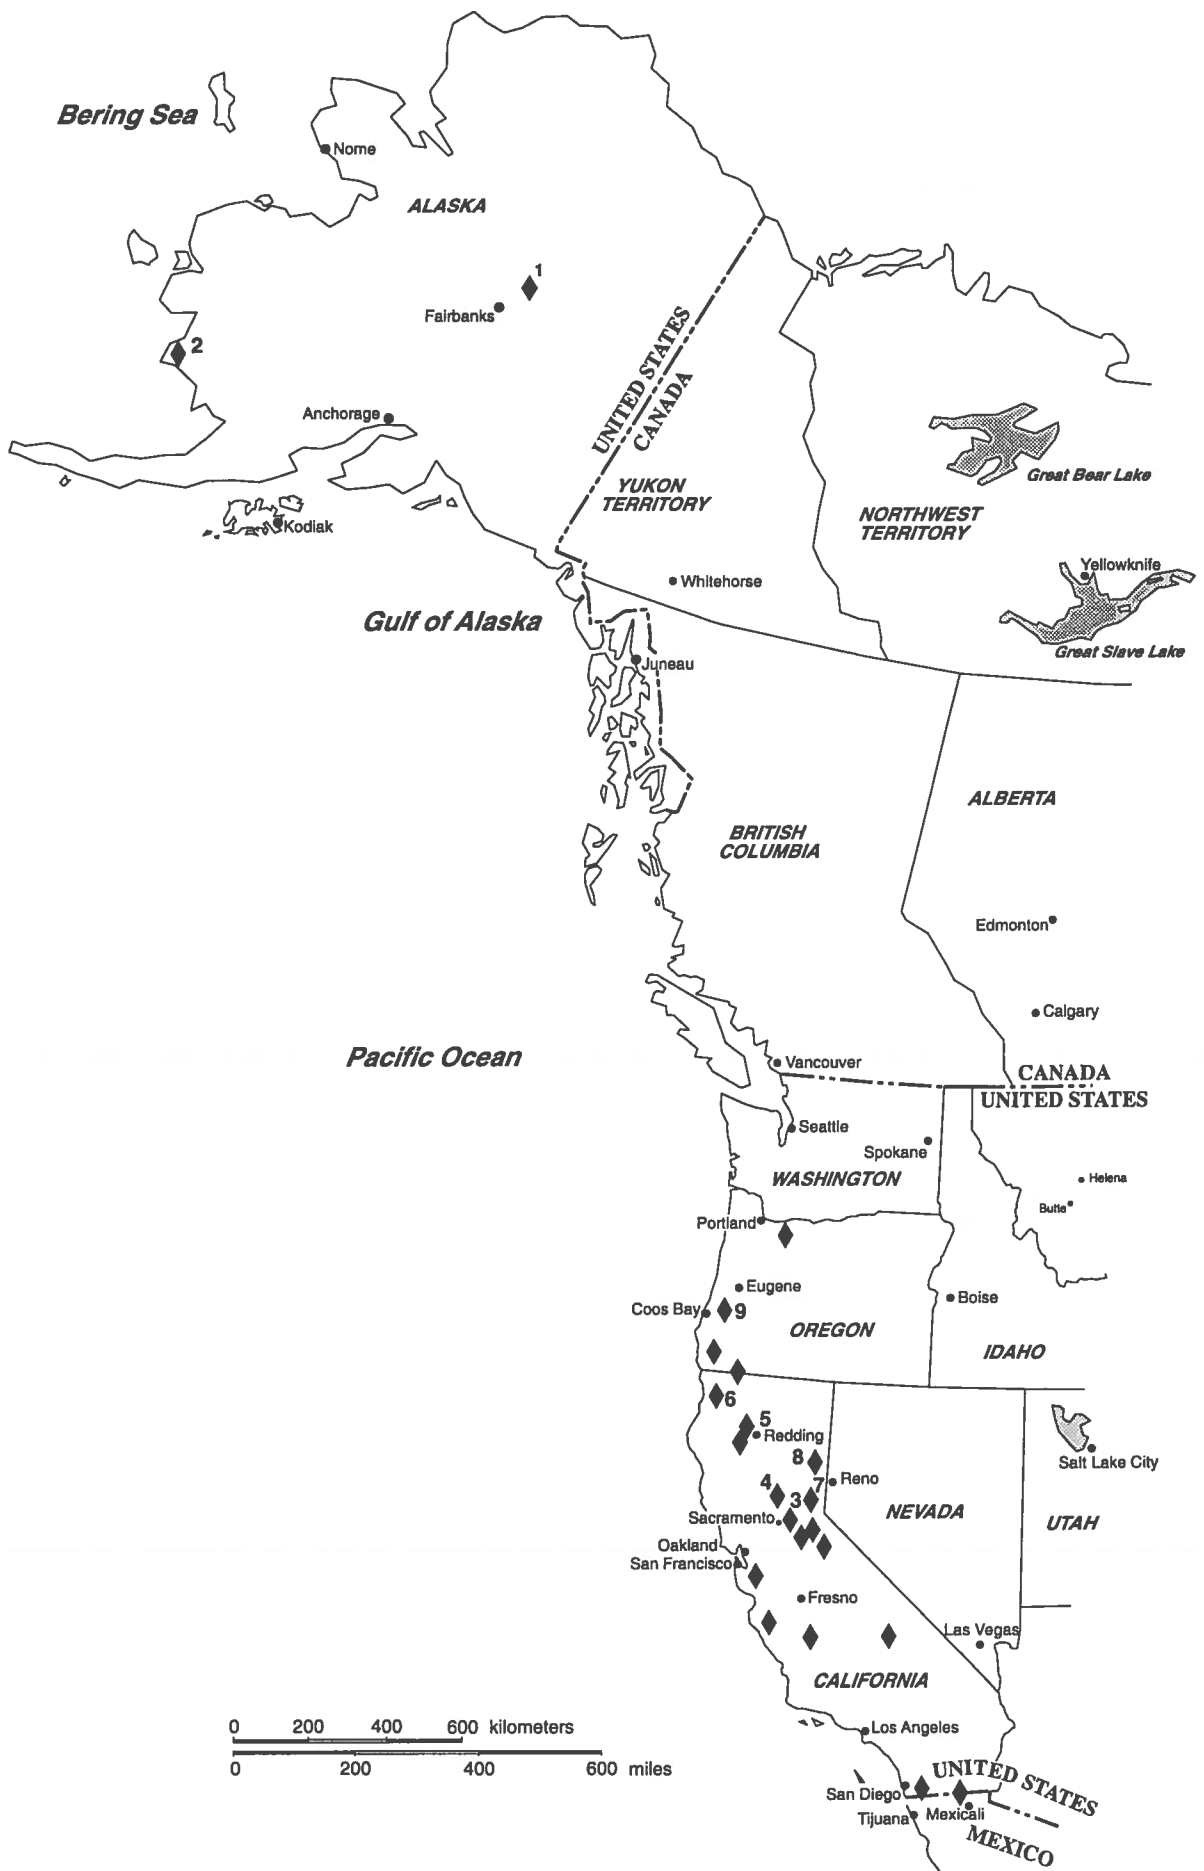 Bering Sea
Nome
ALASKA
1
Fairbanks
2
UNITED STATES
CANADA
Anchorage
Great Bear Lake
YUKON
TERRITORY
NORTHWEST
TERRITORY
Kodiak
Yellowknife
Whitehorse
Gulf of Alaska
Great Slave Lake
Juneau
ALBERTA
BRITISH
COLUMBIA
Edmonton
Calgary
Pacific Ocean
Vancouver
CANADA
UNITED STATES
Seattle
Spokane
WASHINGTON
Helena
Butte
Portland
Eugene
Boise
Coos Bay
9
OREGON
IDAHO
6
5
Redding
8
Salt Lake City
Reno
4
7
3
NEVADA
Sacramento
UTAH
Oakland
San Francisco
Fresno
Las Vegas
CALIFORNIA
0 200 400 600 kilometers
Los Angeles
0 200 400 600 miles
UNITED STATES
San Diego
Tijuana
Mexicali
MEXICO